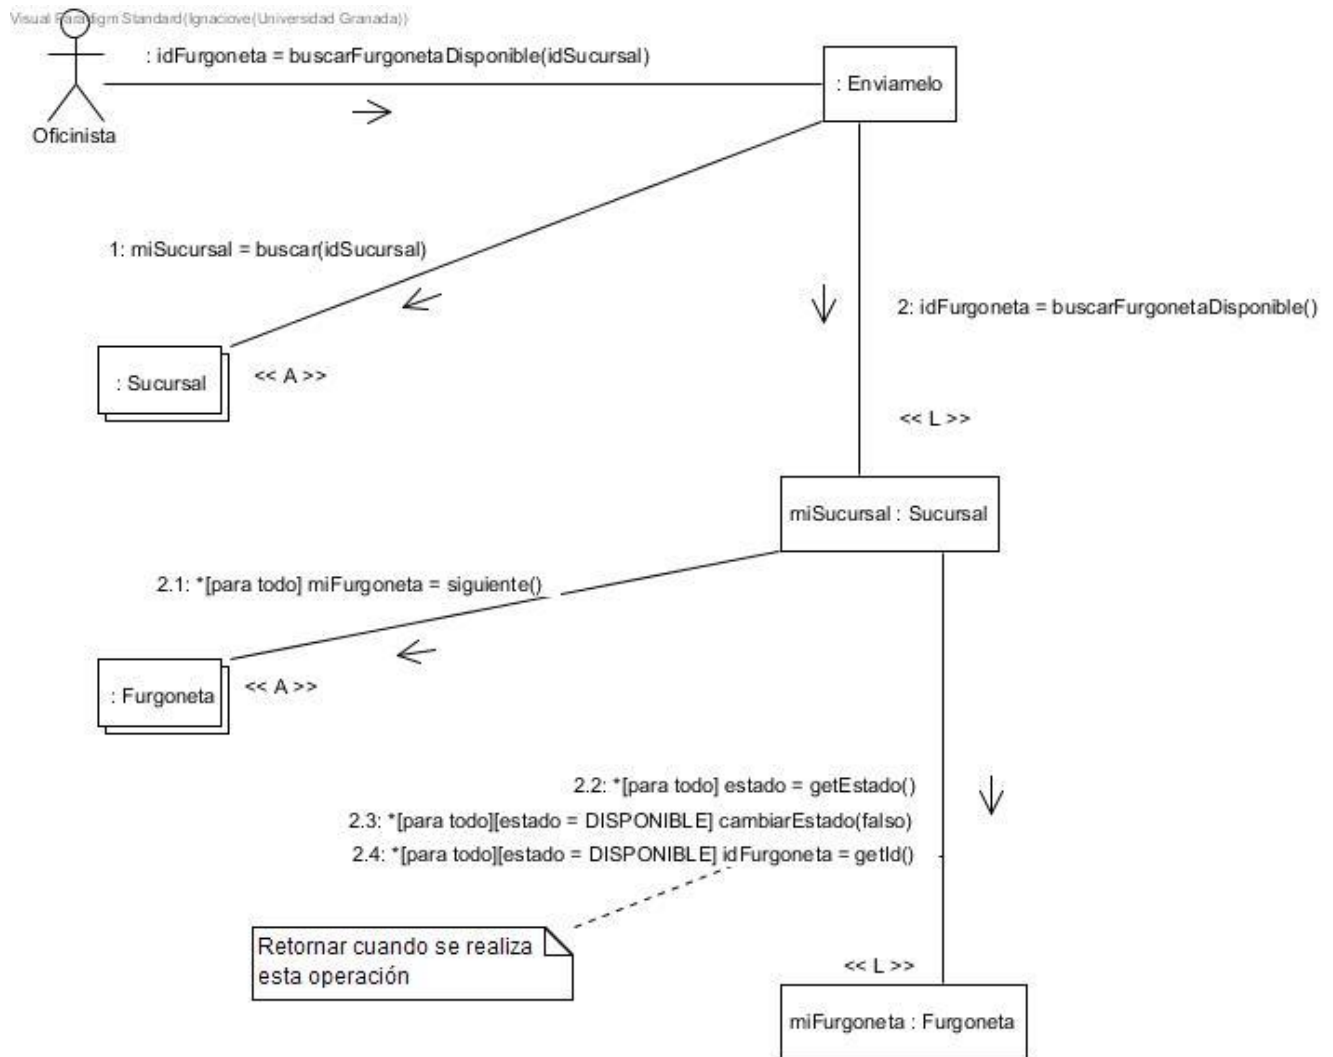 Visual Paradigm Standard(Ignaciove(Universidad Granada))
: idFurgoneta = buscarFurgonetaDisponible(idSucursal)
: Enviamelo
Oficinista
1: miSucursal = buscar(idSucursal)
2: idFurgoneta = buscarFurgonetaDisponible()
: Sucursal
<< A >>
<< L >>
miSucursal : Sucursal
2.1: *[para todo] miFurgoneta = siguiente()
: Furgoneta
<< A >>
2.2: *[para todo] estado = getEstado()
2.3: *[para todo][estado = DISPONIBLE] cambiarEstado(falso)
2.4: *[para todo][estado = DISPONIBLE] idFurgoneta = getId()
Retornar cuando se realiza
esta operación
<< L >>
miFurgoneta : Furgoneta